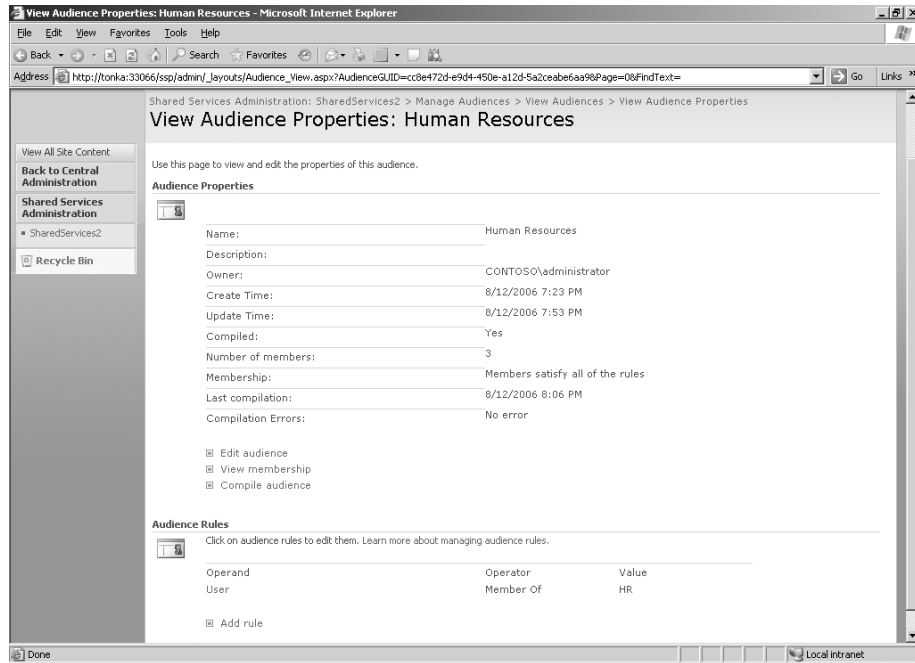 View Audience Properties: Human Resources - Microsoft Internet Explorer
File Edit View Favorites Tools Help
Back Search Favorites
Address http://tonka:33066/ssp/admin/_layouts/Audience_View.aspx?AudienceGUID=cc8e472d-e9d4-450e-a12d-5a2ceabe6aa9&Page=0&FindText= Go Links »
Shared Services Administration: SharedServices2 > Manage Audiences > View Audiences > View Audience Properties
View Audience Properties: Human Resources
View All Site Content
Back to Central Administration
Shared Services Administration
SharedServices2
Recycle Bin
Use this page to view and edit the properties of this audience.
Audience Properties
Name: Human Resources
Description:
Owner: CONTOSO\administrator
Create Time: 8/12/2006 7:23 PM
Update Time: 8/12/2006 7:53 PM
Compiled: Yes
Number of members: 3
Membership: Members satisfy all of the rules
Last compilation: 8/12/2006 8:06 PM
Compilation Errors: No error
Edit audience
View membership
Compile audience
Audience Rules
Click on audience rules to edit them. Learn more about managing audience rules.
Operand Operator Value
User Member Of HR
Add rule
Done Local intranet